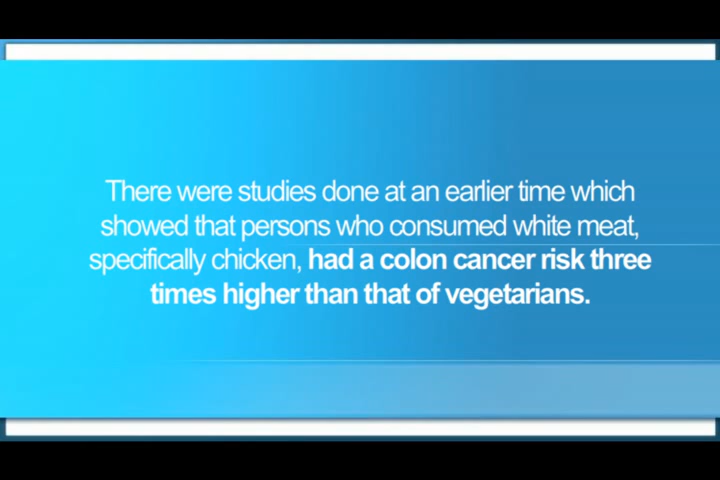 There were studies done at an earlier time which
showed that persons who consumed white meat,
specifically chicken, had a colon cancer risk three
times higher than that of vegetarians.